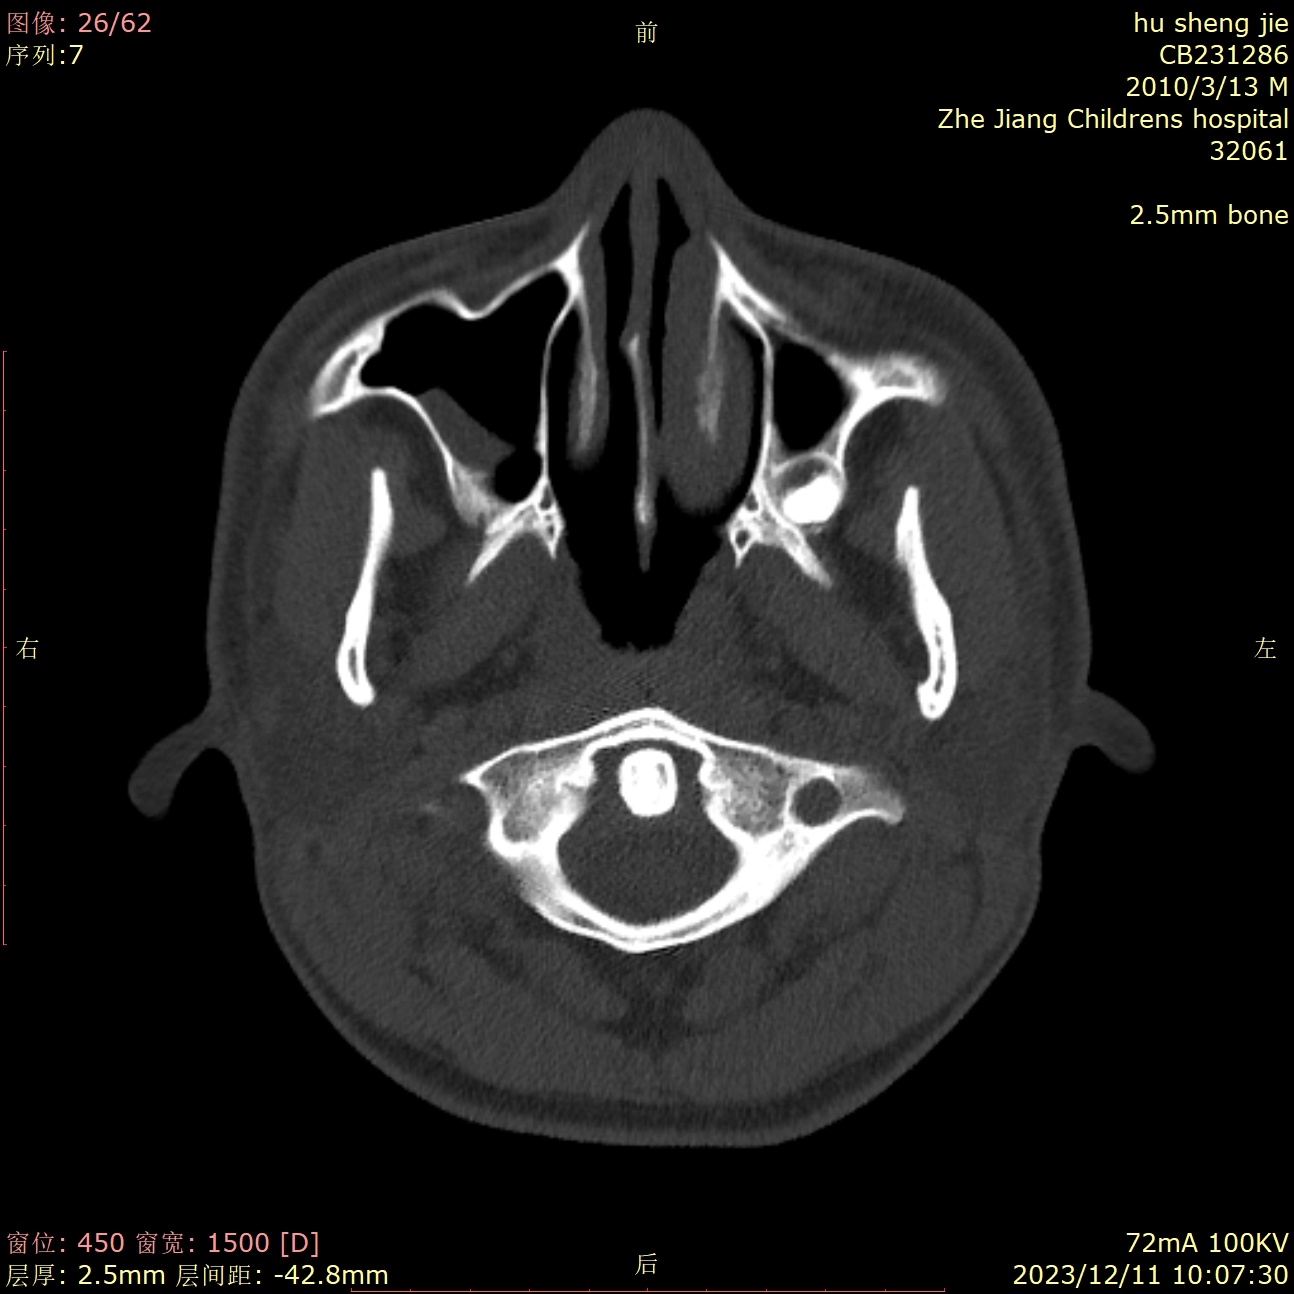 图像: 26/62
序列:7
前
hu sheng jie
CB231286
2010/3/13 M
Zhe Jiang Childrens hospital
32061
2.5mm bone
右
左
窗位: 450 窗宽: 1500 [D]
层厚: 2.5mm 层间距: -42.8mm
后
72mA 100KV
2023/12/11 10:07:30